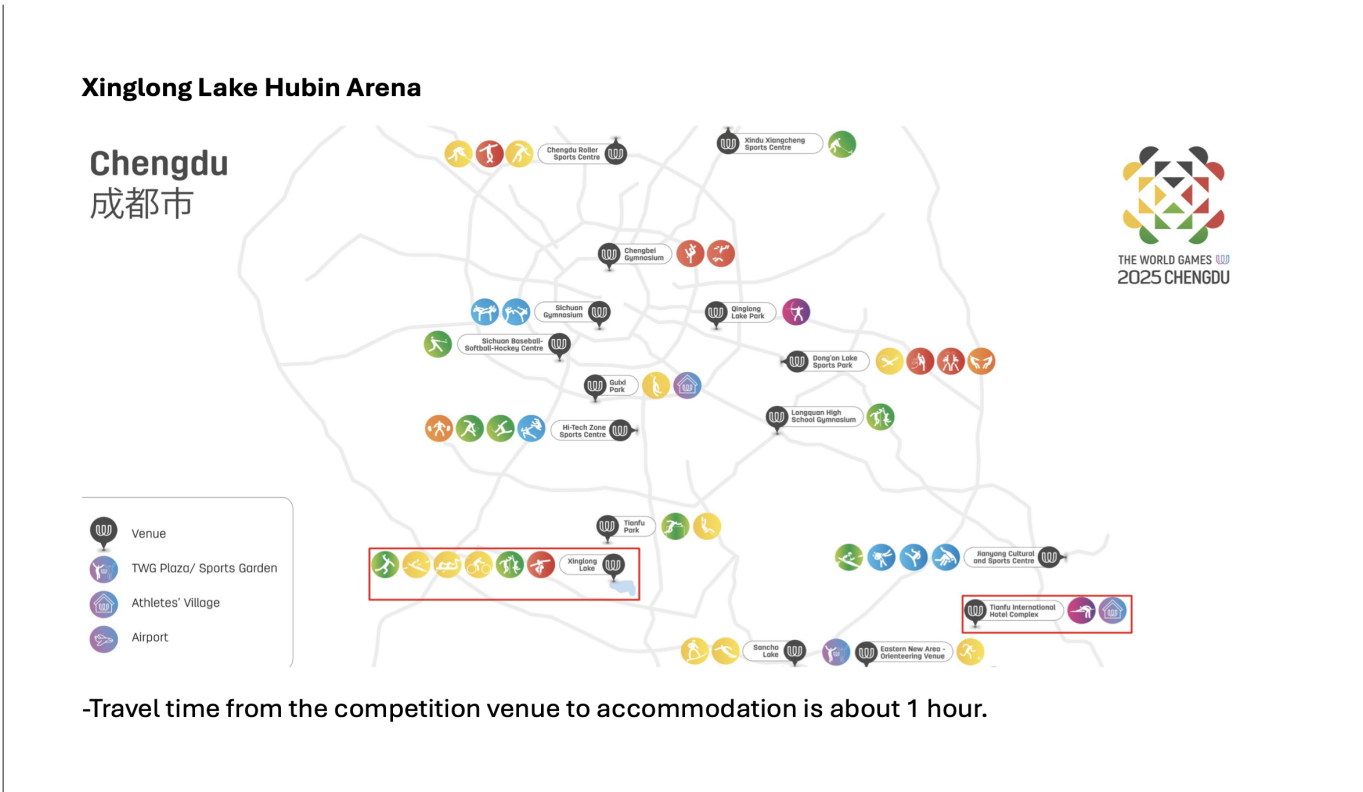 Xinglong Lake Hubin Arena
Chengdu
成都市
Chengdu Roller
Sports Centre
Xindu Xiangcheng
Sports Centre
THE WORLD GAMES
2025 CHENGDU
Chengbei
Gymnasium
Sichuan
Gymnasium
Qinglong
Lake Park
Sichuan Baseball-
Softball-Hockey Centre
Dong'an Lake
Sports Park
Guixi
Park
Longquan High
School Gymnasium
Hi-Tech Zone
Sports Centre
Tianfu
Park
Xinglong
Lake
Jianyang Cultural
and Sports Centre
Tianfu International
Hotel Complex
Sancha
Lake
Eastern New Area -
Orienteering Venue
Venue
TWG Plaza/ Sports Garden
Athletes' Village
Airport
-Travel time from the competition venue to accommodation is about 1 hour.